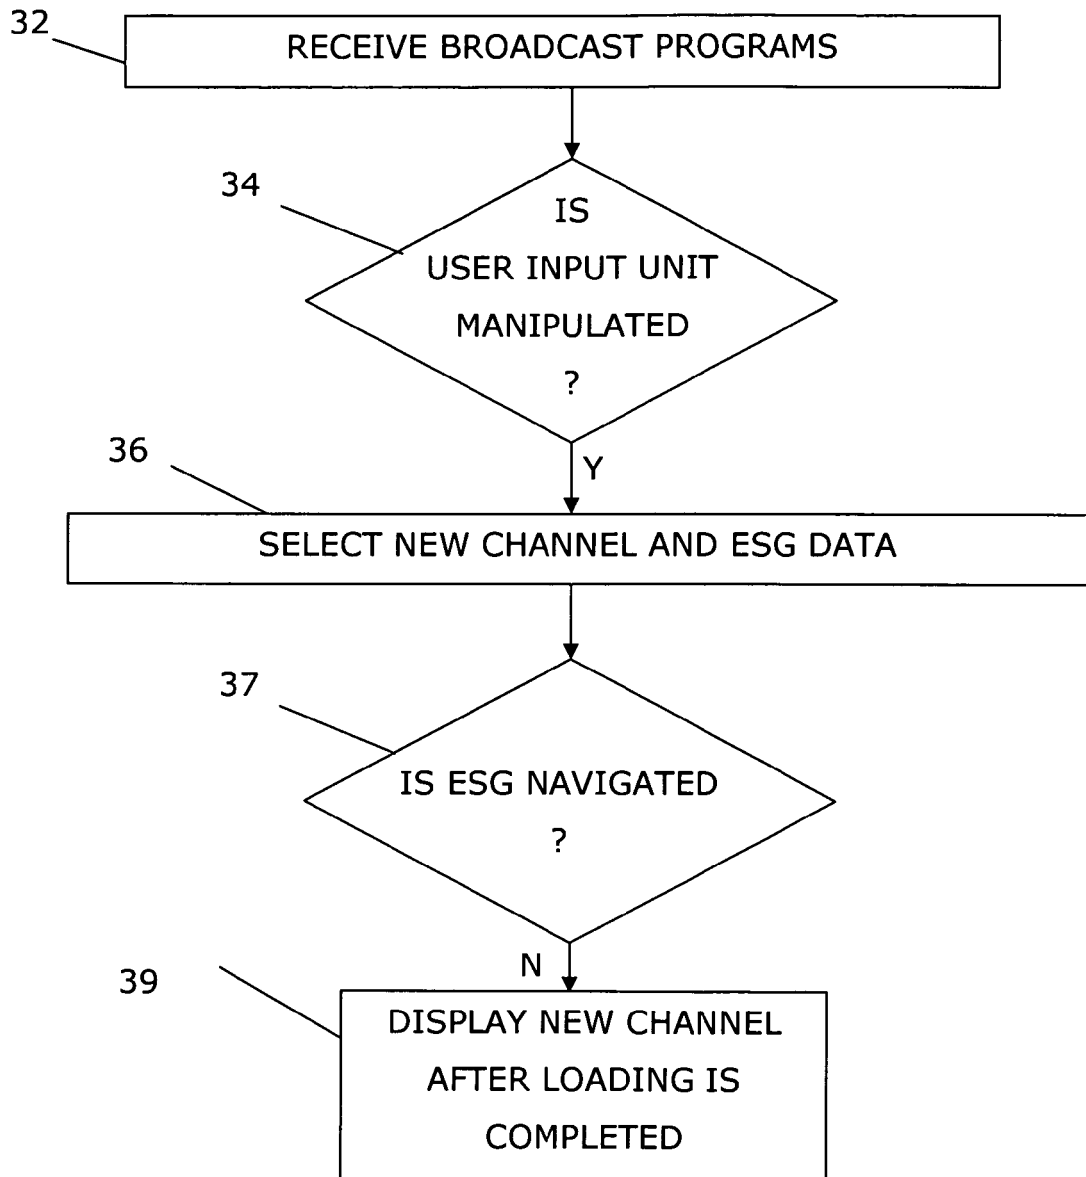 32
RECEIVE BROADCAST PROGRAMS
34
IS
USER INPUT UNIT
MANIPULATED
?
Y
36
SELECT NEW CHANNEL AND ESG DATA
37
IS ESG NAVIGATED
?
N
39
DISPLAY NEW CHANNEL
AFTER LOADING IS
COMPLETED